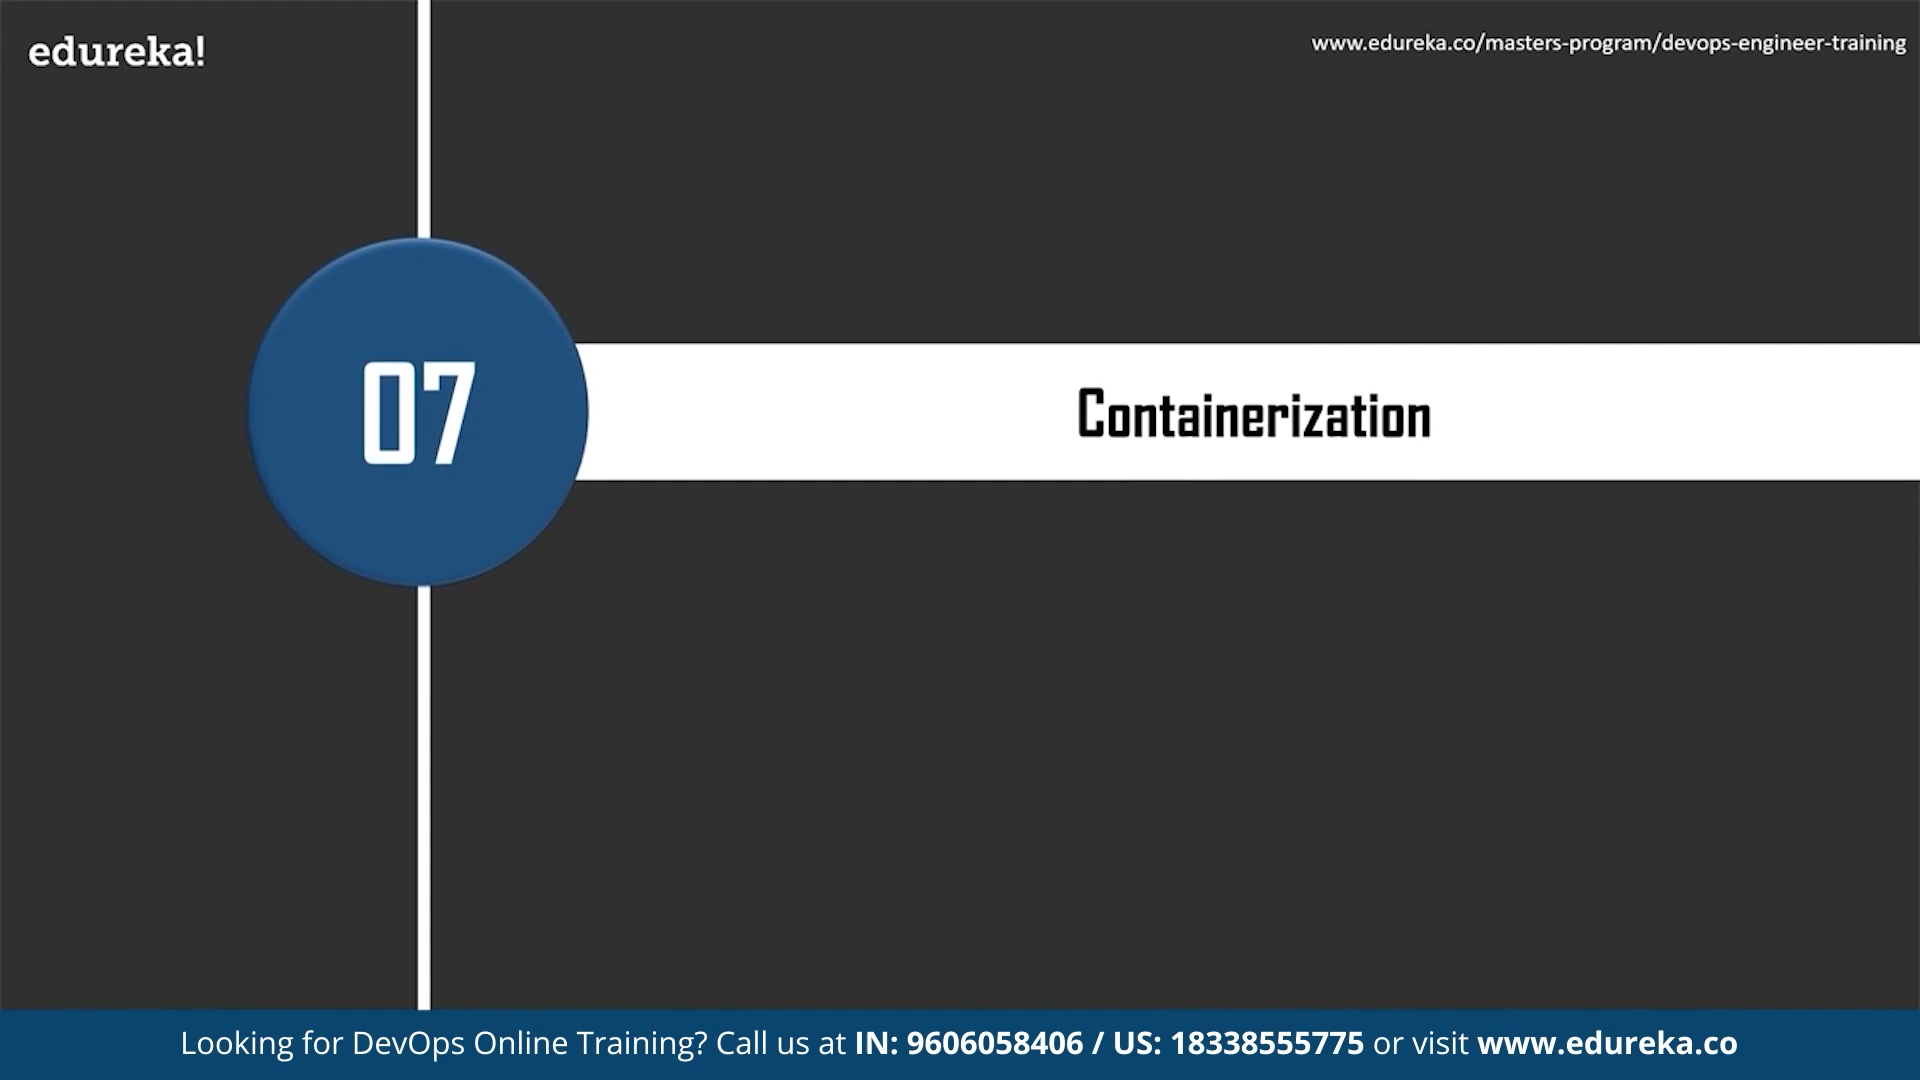 edureka!
www.edureka.co/masters-program/devops-engineer-training
07
Containerization
Looking for DevOps Online Training? Call us at IN: 9606058406 / US: 18338555775 or visit www.edureka.co